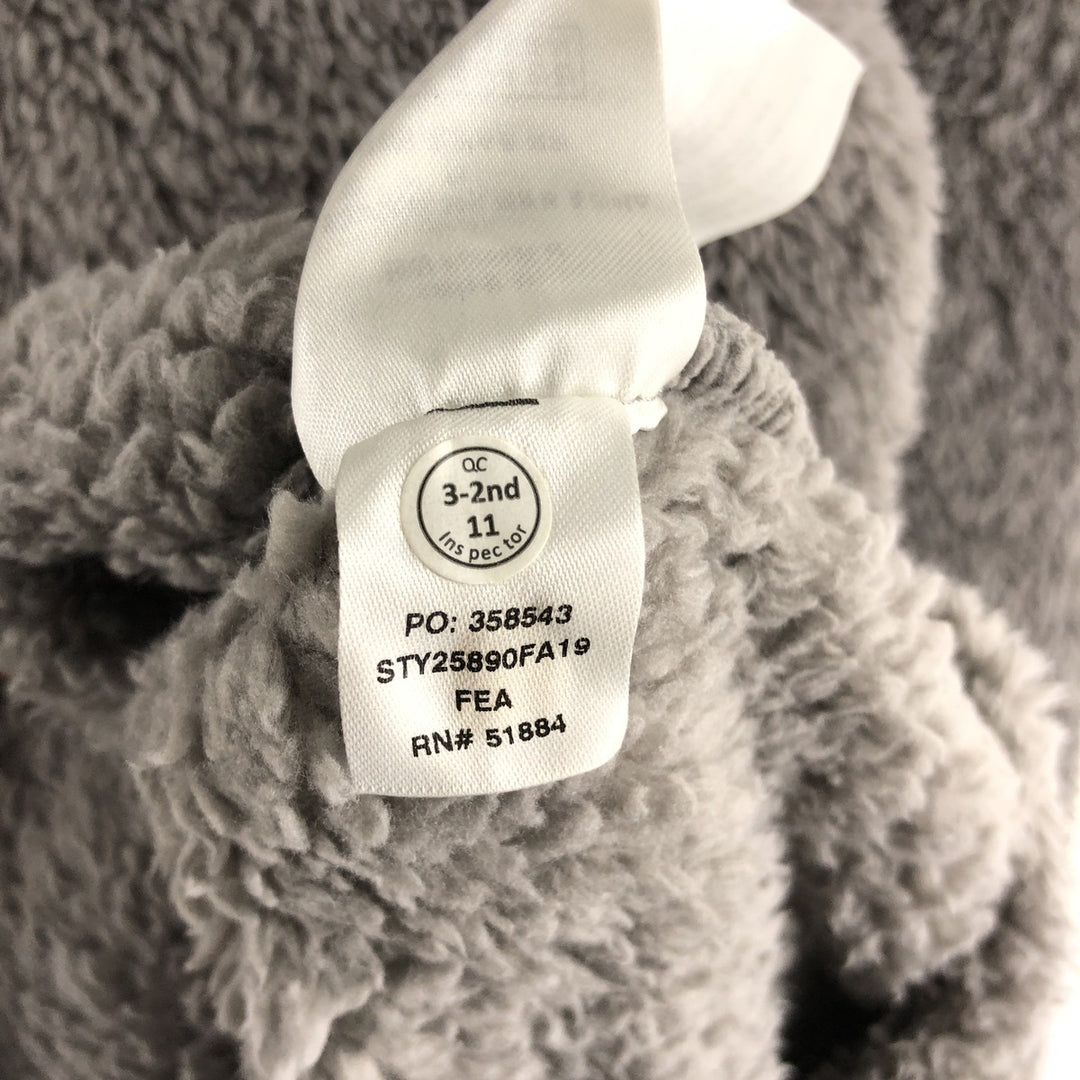 QC
3-2nd
11
Ins pec tor
PO: 358543
STY25890FA19
FEA
RN# 51884